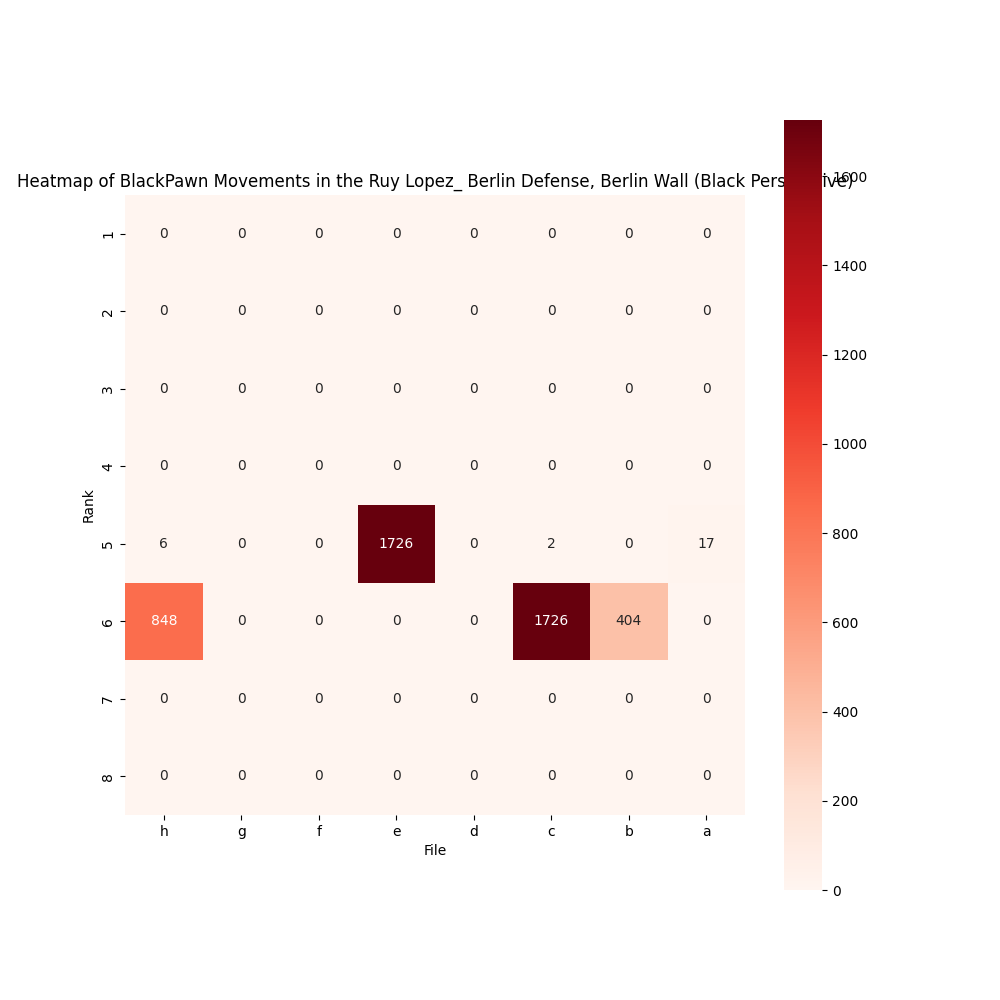 Heatmap of BlackPawn Movements in the Ruy Lopez_ Berlin Defense, Berlin Wall (Black Perspective)
1600
1 0 0 0 0 0 0 0 0
1400
2 0 0 0 0 0 0 0 0
1200
3 0 0 0 0 0 0 0 0
1000
4 0 0 0 0 0 0 0 0
Rank
5 6 0 0 1726 0 2 0 17
800
6 848 0 0 0 0 1726 404 0
7 0 0 0 0 0 0 0 0
400
8 0 0 0 0 0 0 0 0
200
h g f e d c b a
File
0
600